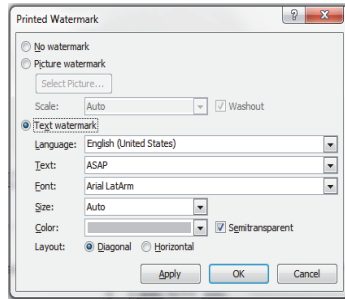 Printed Watermark
No watermark
Picture watermark
Select Picture...
Scale: Auto Washout
Text watermark
Language: English (United States)
Text: ASAP
Font: Arial LatArm
Size: Auto
Color: Semitransparent
Layout: Diagonal Horizontal
Apply OK Cancel